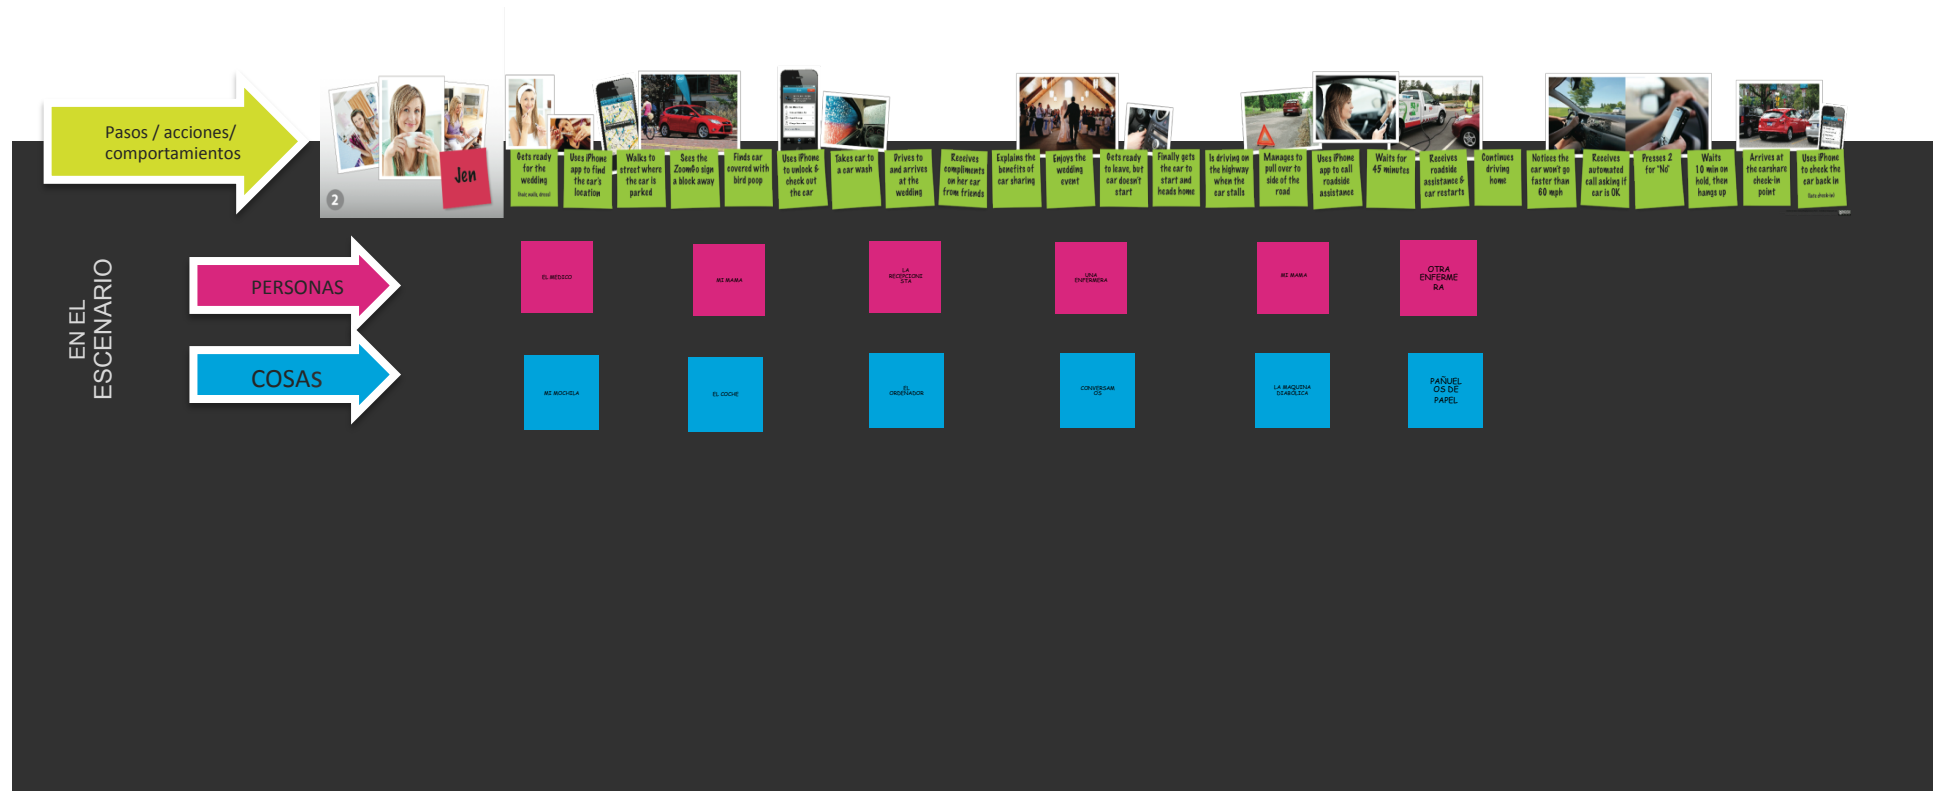 Pasos / acciones/
comportamientos
Jen
2
Gets ready
for the
wedding
Uses iPhone
app to find
the car's
location
Walks to
street where
the car is
parked
Sees the
ZoomGo sign
a block away
Finds car
covered with
bird poop
Uses iPhone
to unlock &
check out
the car
Takes car to
a car wash
Drives to
and arrives
at the
wedding
Receives
compliments
on her car
from friends
Explains the
benefits of
car sharing
Enjoys the
wedding
event
Gets ready
to leave, but
car doesn't
start
Finally gets
the car to
start and
heads home
Is driving on
the highway
when the
car stalls
Manages to
pull over to
side of the
road
Uses iPhone
app to call
roadside
assistance
Waits for
45 minutes
Receives
roadside
assistance &
car restarts
Continues
driving
home
Notices the
car won't go
faster than
60 mph
Receives
automated
call asking if
car is OK
Presses 2
for "No"
Waits
10 min on
hold, then
hangs up
Arrives at
the carshare
check-in
point
Uses iPhone
to check the
car back in
EN EL
ESCENARIO
PERSONAS
EL MEDICO
MI MAMA
LA
RECEPCIONI
STA
UNA
ENFERMERA
MI MAMA
OTRA
ENFERME
RA
COSAS
MI MOCHILA
EL COCHE
EL
ORDENADOR
CONVERSAM
OS
LA MAQUINA
DIABÓLICA
PAÑUEL
OS DE
PAPEL